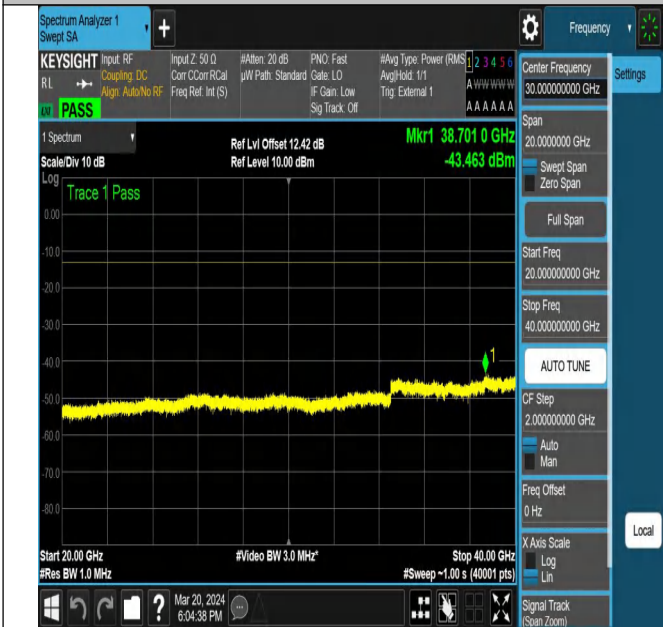 Spectrum Analyzer 1
Swept SA
+
Frequency
KEYSIGHT
RL
PASS
Input: RF
Coupling: DC
Align: Auto/No RF
Input Z: 50 Ω
Corr CCorr RCal
Freq Ref: Int (S)
#Atten: 20 dB
µW Path: Standard
PNO: Fast
Gate: LO
IF Gain: Low
Sig Track: Off
#Avg Type: Power (RMS
Avg|Hold: 1/1
Trig: External 1
1 2 3 4 5 6
A W W W W W
A A A A A A
1 Spectrum
Scale/Div 10 dB
Ref Lvl Offset 12.42 dB
Ref Level 10.00 dBm
Mkr1 38.701 0 GHz
-43.463 dBm
Log
Trace 1 Pass
0.00
-10.0
-20.0
-30.0
-40.0
-50.0
-60.0
-70.0
-80.0
1
Start 20.00 GHz
#Res BW 1.0 MHz
#Video BW 3.0 MHz*
Stop 40.00 GHz
#Sweep ~1.00 s (40001 pts)
Mar 20, 2024
6:04:38 PM
?
Center Frequency
30.000000000 GHz
Settings
Span
20.0000000 GHz
Swept Span
Zero Span
Full Span
Start Freq
20.000000000 GHz
Stop Freq
40.000000000 GHz
AUTO TUNE
CF Step
2.000000000 GHz
Auto
Man
Freq Offset
0 Hz
X Axis Scale
Log
Lin
Local
Signal Track
(Span Zoom)